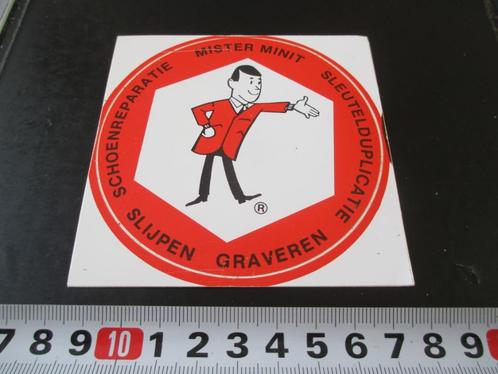 MISTER MINIT
SLEUTELDUPLICATIE
GRAVEREN
SLIJPEN
SCHOENREPARATIE
®
7 8 9 10 1 2 3 4 5 6 7 8 9